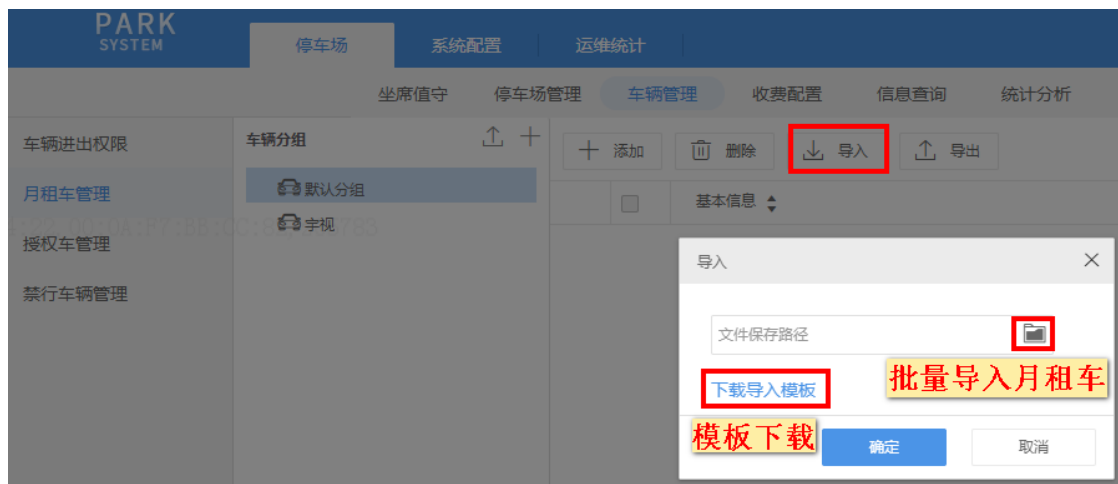 PARK
SYSTEM
停车场 系统配置 运维统计
坐席值守 停车场管理 车辆管理 收费配置 信息查询 统计分析
车辆进出权限
月租车管理
授权车管理
禁行车辆管理
车辆分组
默认分组
宇视
添加 删除 导入 导出
基本信息
导入
文件保存路径
下载导入模板
批量导入月租车
模板下载
确定 取消